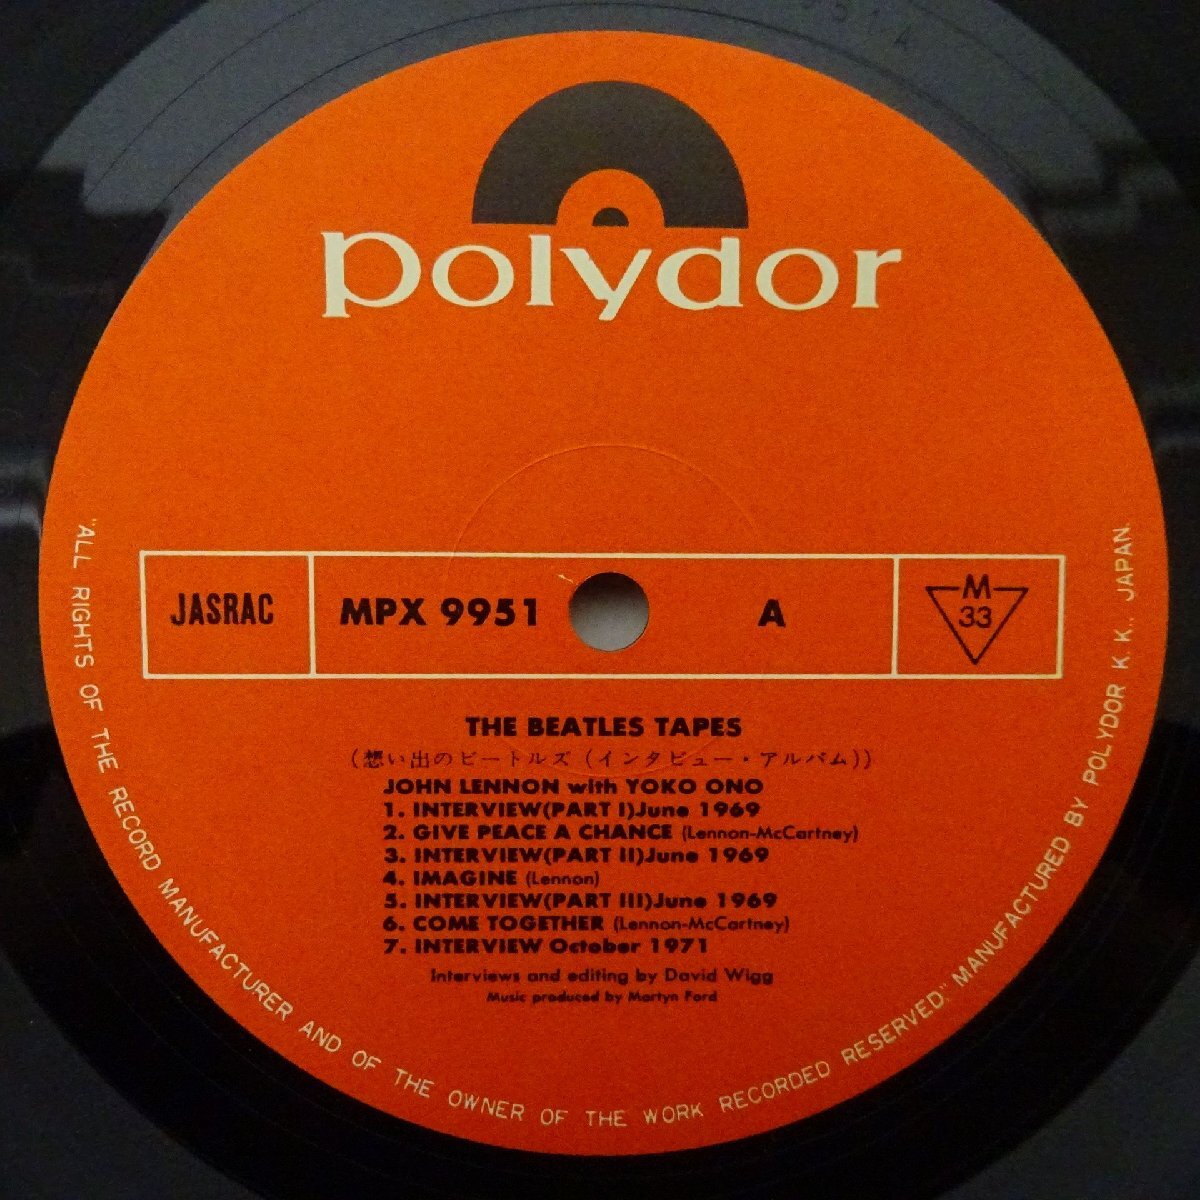 polydor
JASRAC
MPX 9951
A
M
33
THE BEATLES TAPES
(想い出のビートルズ (インタビュー・アルバム))
JOHN LENNON with YOKO ONO
1. INTERVIEW(PART I)June 1969
2. GIVE PEACE A CHANCE (Lennon-McCartney)
3. INTERVIEW(PART II)June 1969
4. IMAGINE (Lennon)
5. INTERVIEW(PART III)June 1969
6. COME TOGETHER (Lennon-McCartney)
7. INTERVIEW October 1971
Interviews and editing by David Wigg
Music produced by Martyn Ford
"ALL RIGHTS OF THE RECORD MANUFACTURER AND OF THE OWNER OF THE WORK RECORDED RESERVED." MANUFACTURED BY POLYDOR K. K., JAPAN.